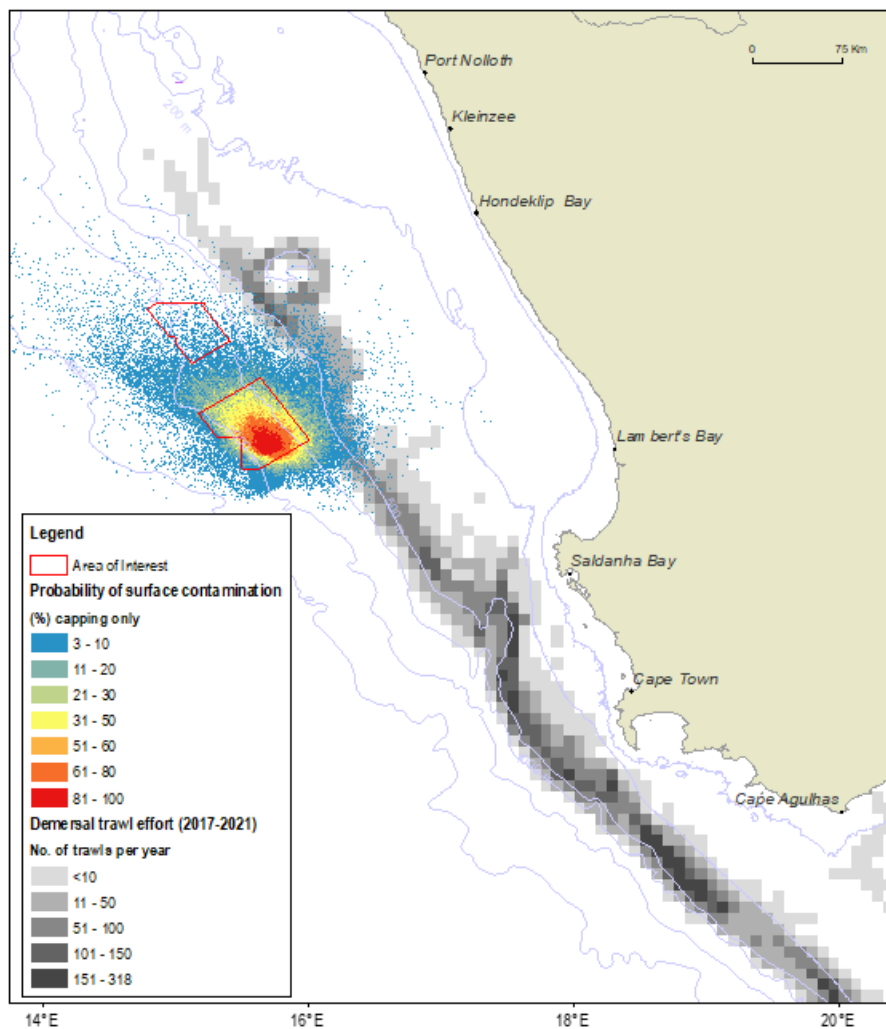 0 75 Km
Port Nolloth
200 m
Kleinzee
Hondeklip Bay
Lambert's Bay
Saldanha Bay
Cape Town
Cape Agulhas
Legend
Area of Interest
Probability of surface contamination
(%) capping only
3 - 10
11 - 20
21 - 30
31 - 50
51 - 60
61 - 80
81 - 100
Demersal trawl effort (2017-2021)
No. of trawls per year
<10
11 - 50
51 - 100
101 - 150
151 - 318
14°E 16°E 18°E 20°E